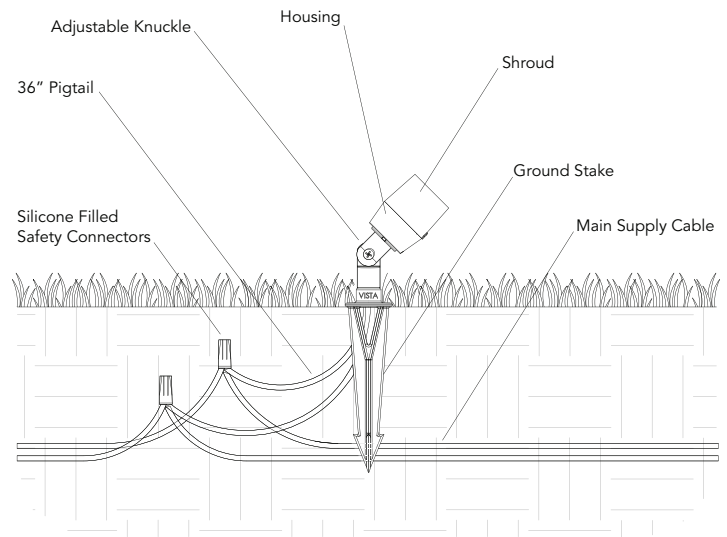 Housing
Adjustable Knuckle
Shroud
36" Pigtail
Ground Stake
Silicone Filled
Safety Connectors
Main Supply Cable
VISTA